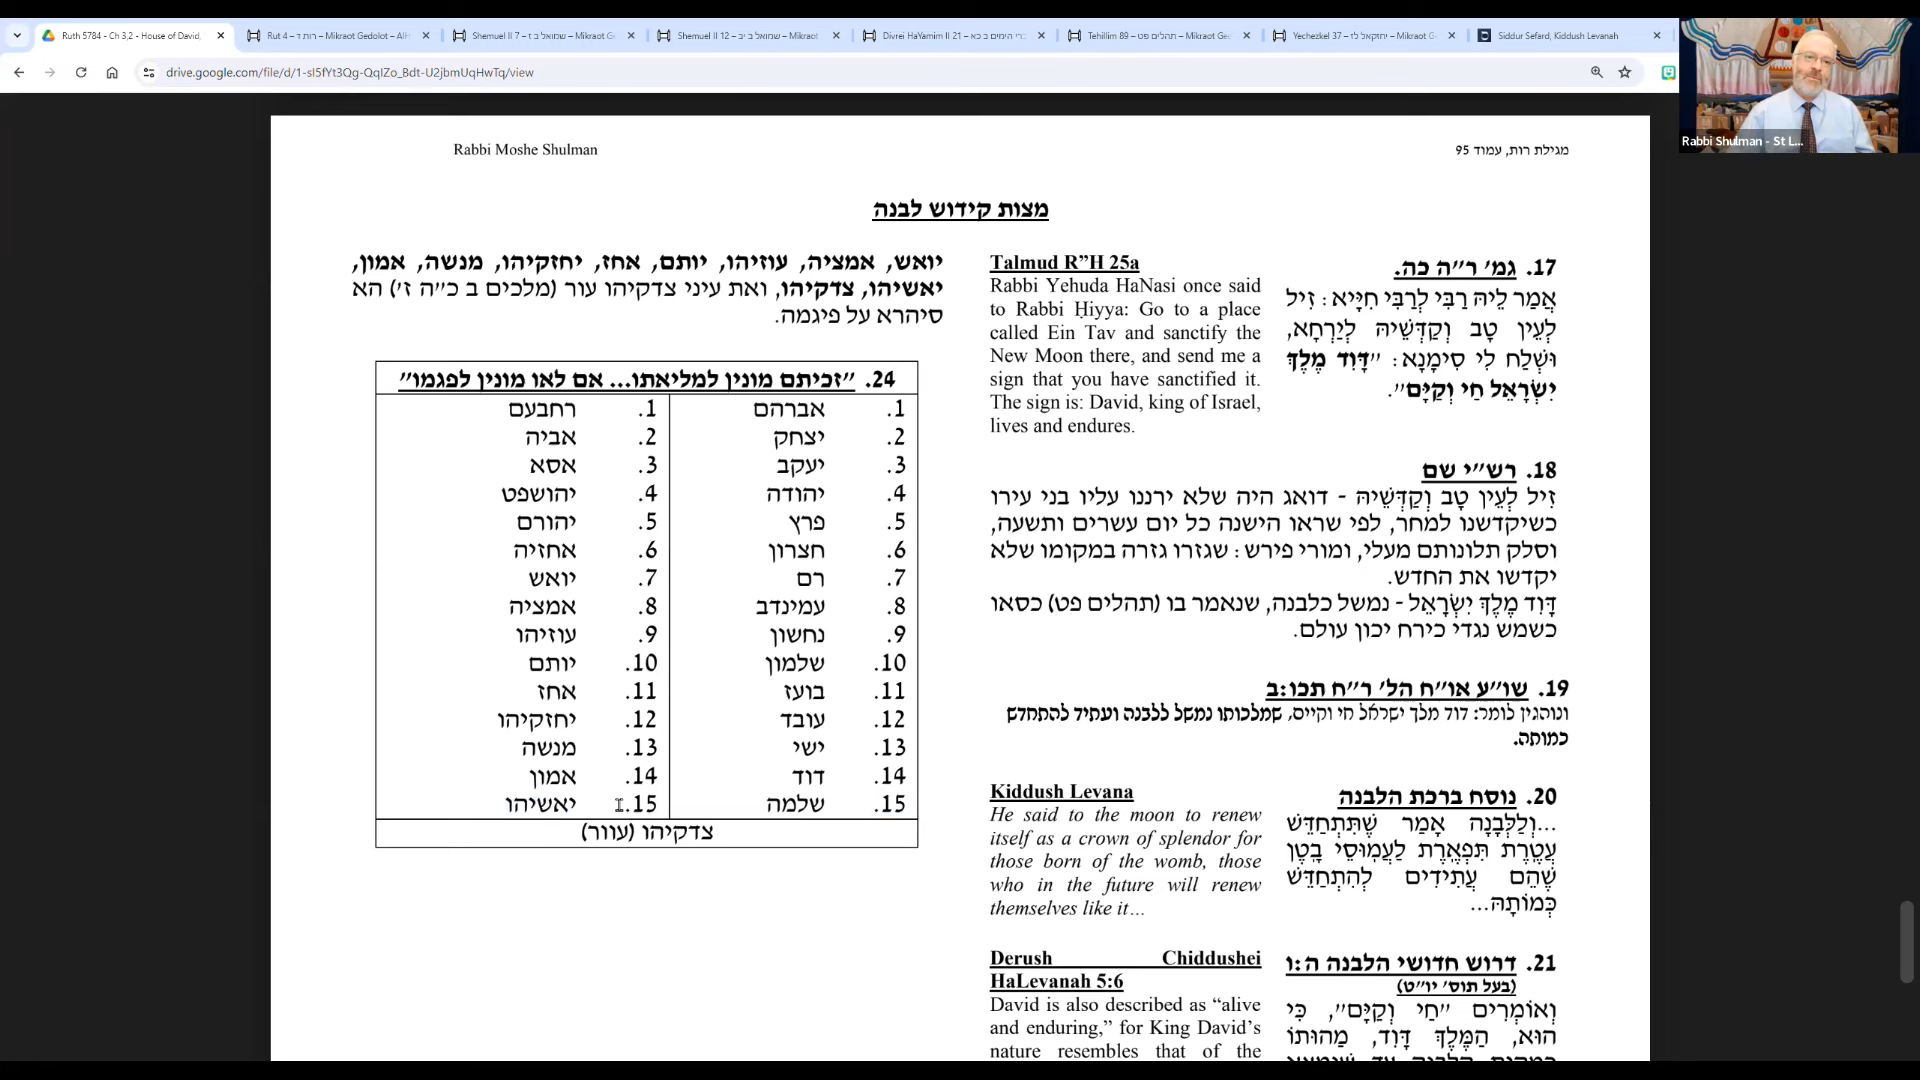 Ruth 5784 - Ch 3,2 - House of David,
Rut 4 – רות ד – Mikraot Gedolot – AlH
Shemuel II 7 – שמואל ב ז – Mikraot G
Shemuel II 12 – שמואל ב יב – Mikraot
Divrei HaYamim II 21 – דברי הימים ב כא
Tehillim 89 – תהלים פט – Mikraot Ge
Yechezkel 37 – יחזקאל לז – Mikraot G
Siddur Sefard, Kiddush Levanah
drive.google.com/file/d/1-sI5fYt3Qg-QqIZo_8dt-U2jbmUqHwTq/view
Rabbi Shulman - St L...
Rabbi Moshe Shulman
מגילת רות, עמוד 95
מצות קידוש לבנה
17. גמ׳ ר״ה כה.
אֲמַר לֵיהּ רַבִּי לְרַבִּי חִיָּיא: זִיל
לְעֵין טָב וְקַדְּשֵׁיהּ לְיַרְחָא,
וּשְׁלַח לִי סִימָנָא: ״דָּוִד מֶלֶךְ
יִשְׂרָאֵל חַי וְקַיָּם״.
Talmud R”H 25a
Rabbi Yehuda HaNasi once said
to Rabbi Ḥiyya: Go to a place
called Ein Tav and sanctify the
New Moon there, and send me a
sign that you have sanctified it.
The sign is: David, king of Israel,
lives and endures.
18. רש״י שם
זִיל לְעֵין טָב וְקַדְּשֵׁיהּ - דואג היה שלא ירננו עליו בני עירו
כשיקדשנו למחר, לפי שראו הישנה כל יום עשרים ותשעה,
וסלק תלונותם מעלי, ומורי פירש: שגזרו גזרה במקומו שלא
יקדשו את החדש.
דָּוִד מֶלֶךְ יִשְׂרָאֵל - נמשל כלבנה, שנאמר בו (תהלים פט) כסאו
כשמש נגדי כירח יכון עולם.
19. שו״ע או״ח הל׳ ר״ח תכו:ב
ונוהגין לומר: דוד מלך ישראל חי וקיים, שמלכותו נמשל ללבנה ועתיד להתחדש
כמותה.
20. נוסח ברכת הלבנה
...וְלַלְּבָנָה אָמַר שֶׁתִּתְחַדֵּשׁ
עֲטֶרֶת תִּפְאֶרֶת לַעֲמוּסֵי בָטֶן
שֶׁהֵם עֲתִידִים לְהִתְחַדֵּשׁ
כְּמוֹתָהּ...
Kiddush Levana
He said to the moon to renew
itself as a crown of splendor for
those born of the womb, those
who in the future will renew
themselves like it…
21. דרוש חדושי הלבנה ה:ו
(בעל תוס׳ יו״ט)
וְאוֹמְרִים ״חַי וְקַיָּם״, כִּי
הוּא, הַמֶּלֶךְ דָּוִד, מַהוּתוֹ
Derush Chiddushei
HaLevanah 5:6
David is also described as “alive
and enduring,” for King David’s
nature resembles that of the
יואש, אמציה, עוזיהו, יותם, אחז, יחזקיהו, מנשה, אמון,
יאשיהו, צדקיהו, ואת עיני צדקיהו עור (מלכים ב כ״ה ז׳) הא
סיהרא על פיגמה.
24. ״זכיתם מונין למליאתו... אם לאו מונין לפגמו״
1. אברהם 1. רחבעם
2. יצחק 2. אביה
3. יעקב 3. אסא
4. יהודה 4. יהושפט
5. פרץ 5. יהורם
6. חצרון 6. אחזיה
7. רם 7. יואש
8. עמינדב 8. אמציה
9. נחשון 9. עוזיהו
10. שלמון 10. יותם
11. בועז 11. אחז
12. עובד 12. יחזקיהו
13. ישי 13. מנשה
14. דוד 14. אמון
15. שלמה 15. יאשיהו
צדקיהו (עוור)